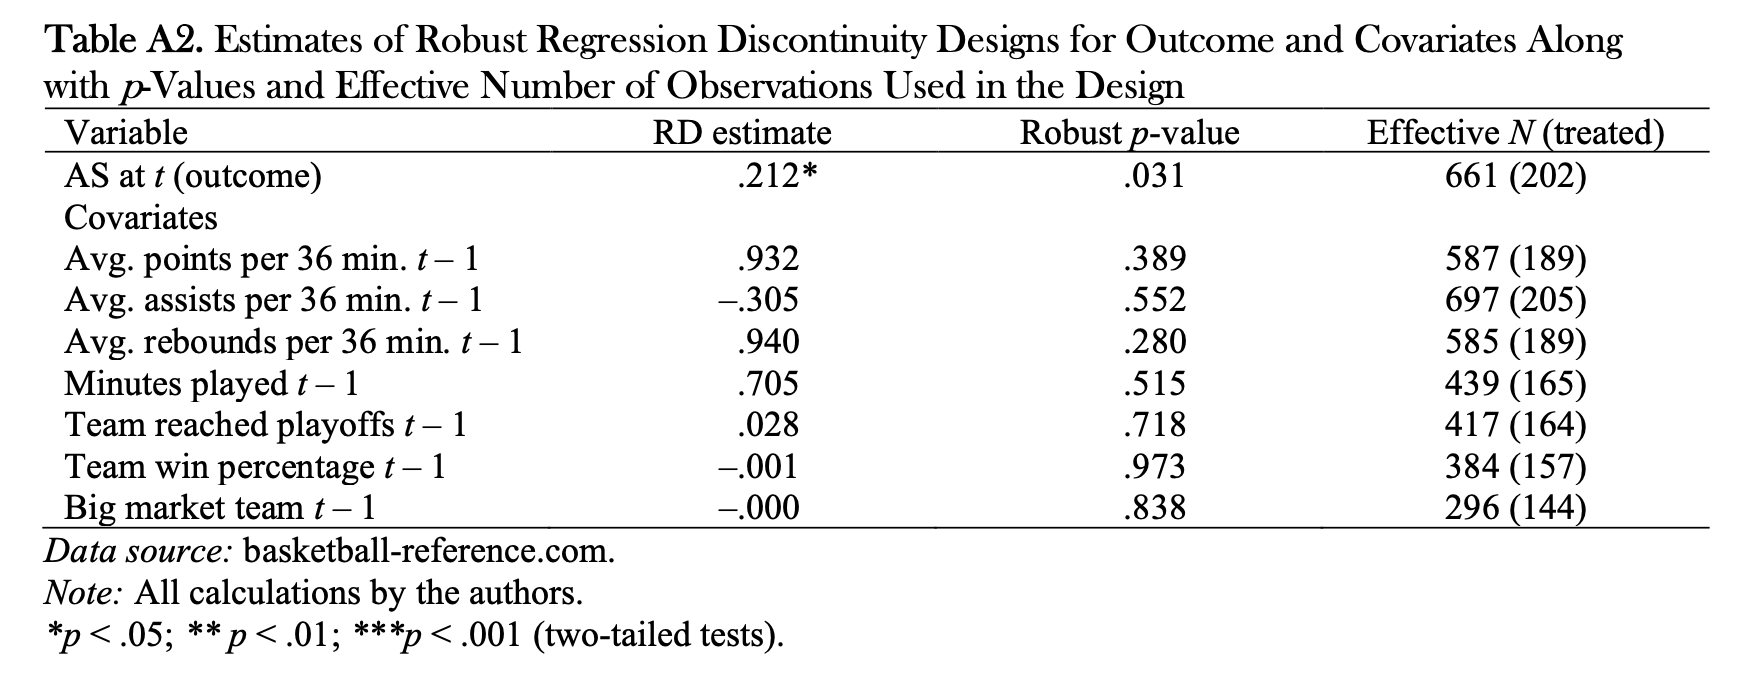 Table A2. Estimates of Robust Regression Discontinuity Designs for Outcome and Covariates Along
with p-Values and Effective Number of Observations Used in the Design
Variable RD estimate Robust p-value Effective N (treated)
AS at t (outcome) .212* .031 661 (202)
Covariates
Avg. points per 36 min. t – 1 .932 .389 587 (189)
Avg. assists per 36 min. t – 1 –.305 .552 697 (205)
Avg. rebounds per 36 min. t – 1 .940 .280 585 (189)
Minutes played t – 1 .705 .515 439 (165)
Team reached playoffs t – 1 .028 .718 417 (164)
Team win percentage t – 1 –.001 .973 384 (157)
Big market team t – 1 –.000 .838 296 (144)
Data source: basketball-reference.com.
Note: All calculations by the authors.
*p < .05; ** p < .01; ***p < .001 (two-tailed tests).